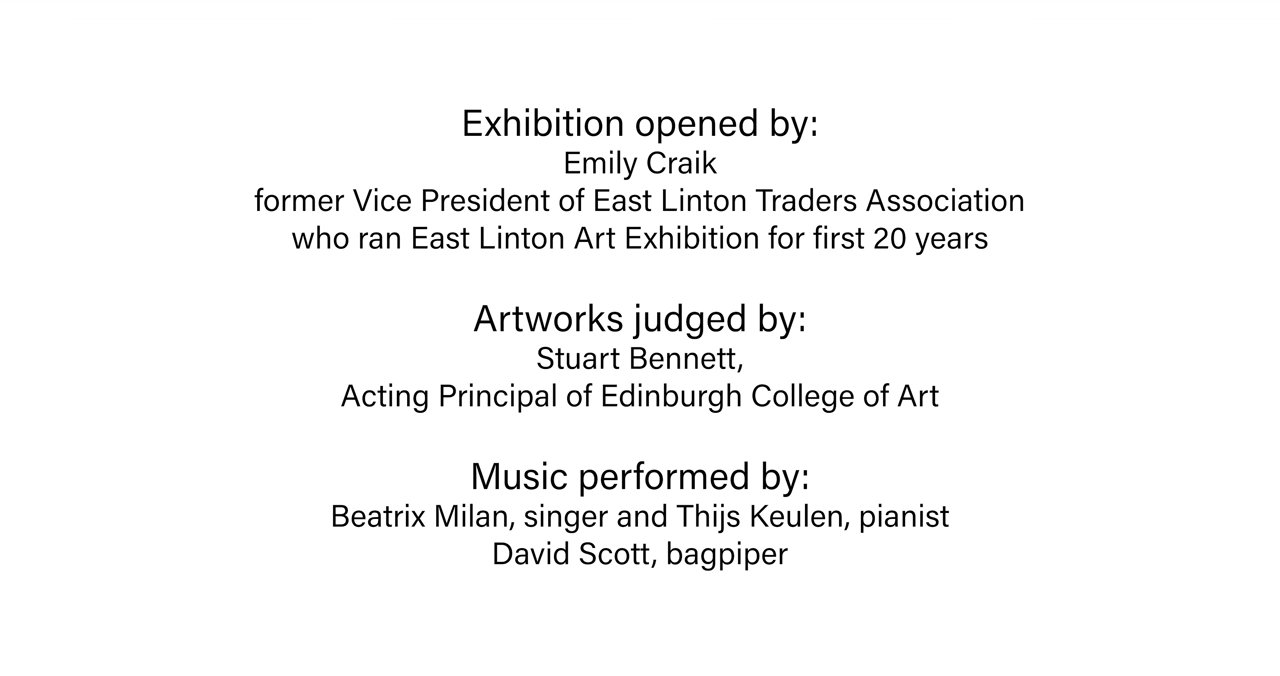 Exhibition opened by:
Emily Craik
former Vice President of East Linton Traders Association
who ran East Linton Art Exhibition for first 20 years
Artworks judged by:
Stuart Bennett,
Acting Principal of Edinburgh College of Art
Music performed by:
Beatrix Milan, singer and Thijs Keulen, pianist
David Scott, bagpiper